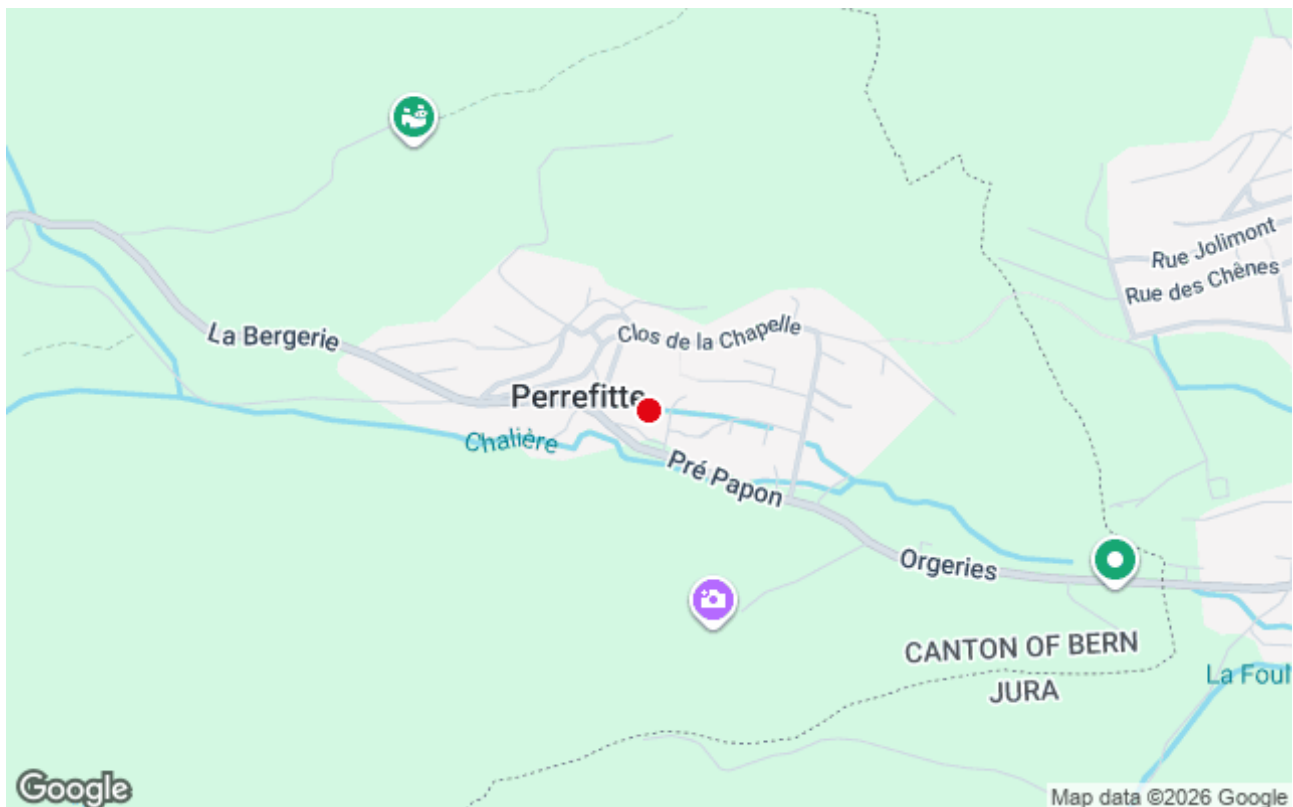 Rue Jolimont
Rue des Chênes
La Bergerie
Clos de la Chapelle
Perrefitte
Chalière
Pré Papon
Orgeries
CANTON OF BERN
JURA
La Foul
Google
Map data ©2026 Google